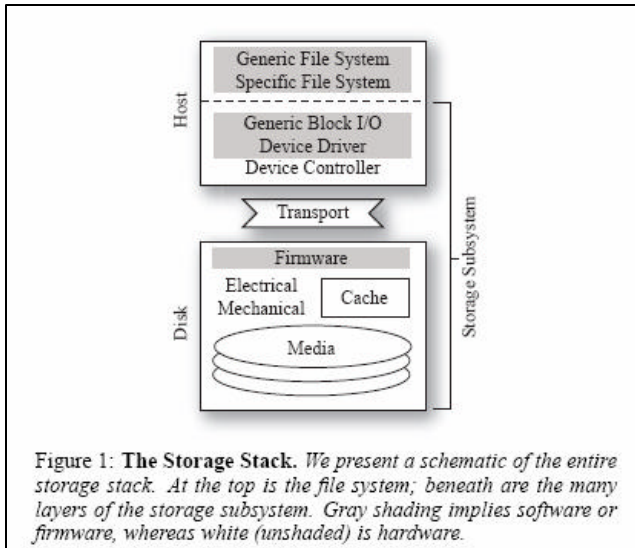 Generic File System
Specific File System
Host
Generic Block I/O
Device Driver
Device Controller
Transport
Storage Subsystem
Firmware
Electrical
Mechanical
Cache
Disk
Media
Figure 1: The Storage Stack. We present a schematic of the entire
storage stack. At the top is the file system; beneath are the many
layers of the storage subsystem. Gray shading implies software or
firmware, whereas white (unshaded) is hardware.